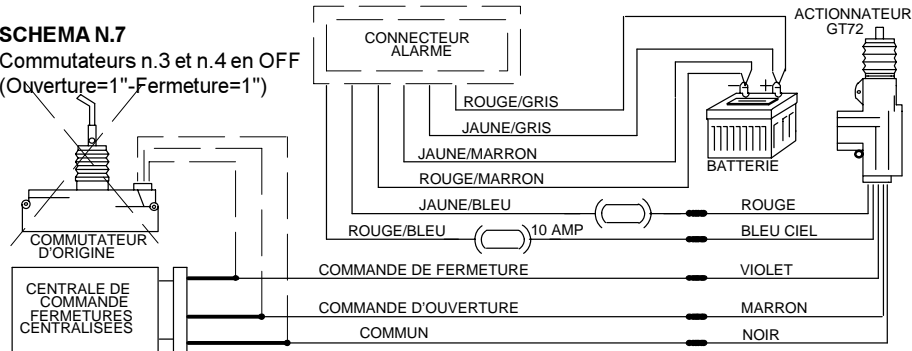 SCHEMA N.7
Commutateurs n.3 et n.4 en OFF
(Ouverture=1"-Fermeture=1")
CONNECTEUR
ALARME
ACTIONNATEUR
GT72
ROUGE/GRIS
JAUNE/GRIS
JAUNE/MARRON
ROUGE/MARRON
- +
BATTERIE
COMMUTATEUR
D'ORIGINE
JAUNE/BLEU
ROUGE
ROUGE/BLEU
10 AMP
BLEU CIEL
CENTRALE DE
COMMANDE
FERMETURES
CENTRALISEES
COMMANDE DE FERMETURE
VIOLET
COMMANDE D'OUVERTURE
MARRON
COMMUN
NOIR